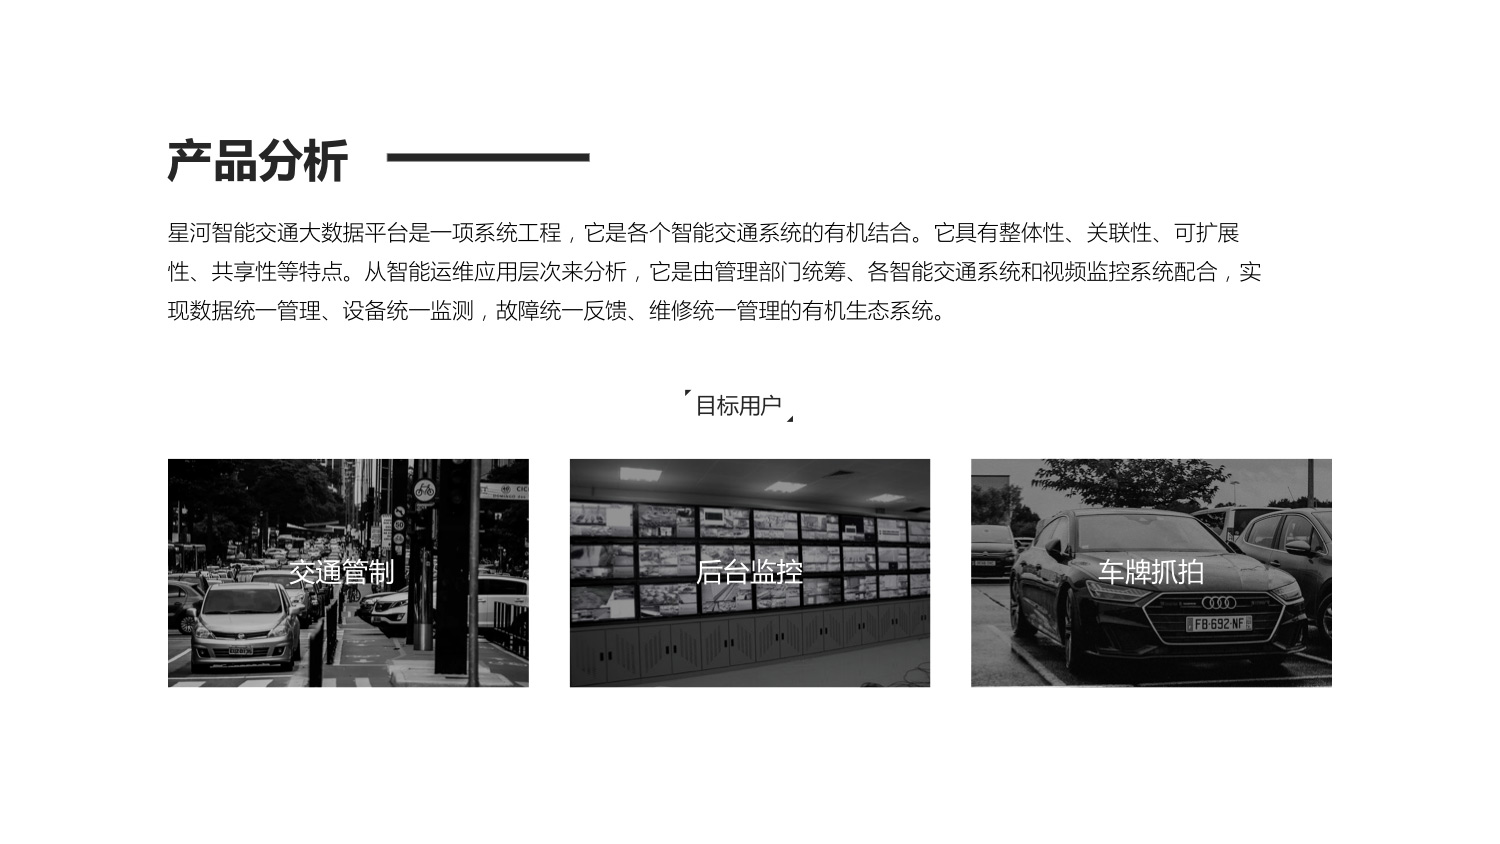 产品分析
星河智能交通大数据平台是一项系统工程，它是各个智能交通系统的有机结合。它具有整体性、关联性、可扩展
性、共享性等特点。从智能运维应用层次来分析，它是由管理部门统筹、各智能交通系统和视频监控系统配合，实
现数据统一管理、设备统一监测，故障统一反馈、维修统一管理的有机生态系统。
目标用户
交通管制
后台监控
车牌抓拍
FB·692·NF